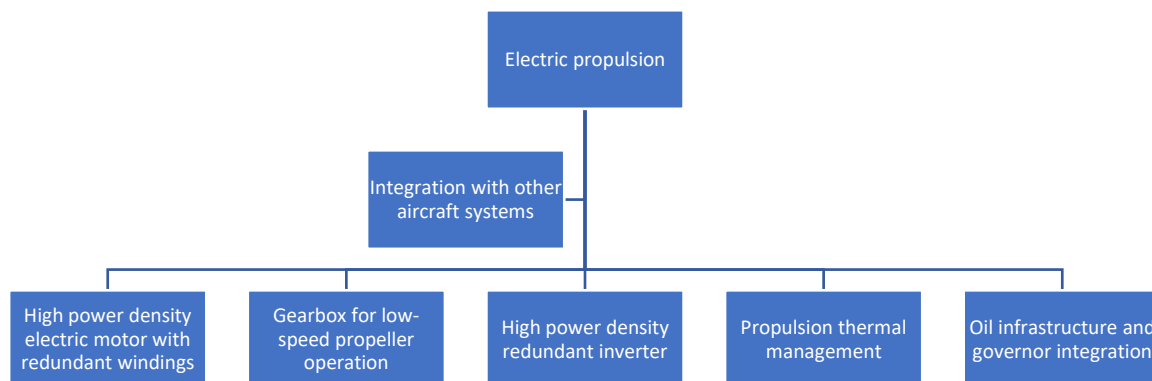 Electric propulsion
Integration with other
aircraft systems
High power density
electric motor with
redundant windings
Gearbox for low-
speed propeller
operation
High power density
redundant inverter
Propulsion thermal
management
Oil infrastructure and
governor integration